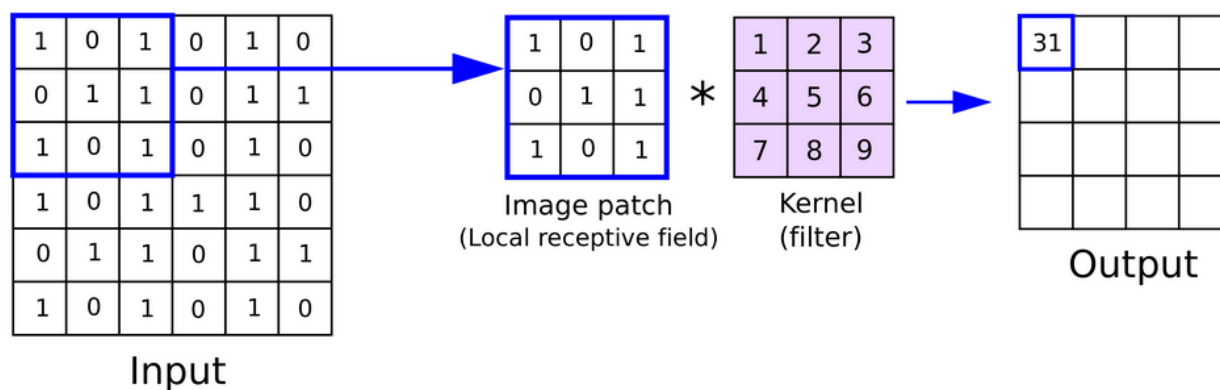 1 0 1 0 1 0
0 1 1 0 1 1
1 0 1 0 1 0
1 0 1 1 1 0
0 1 1 0 1 1
1 0 1 0 1 0
Input
1 0 1
0 1 1
1 0 1
Image patch
(Local receptive field)
*
1 2 3
4 5 6
7 8 9
Kernel
(filter)
31
Output